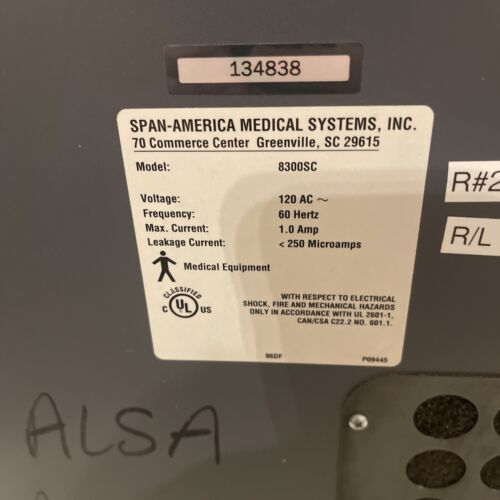 134838
SPAN-AMERICA MEDICAL SYSTEMS, INC.
70 Commerce Center Greenville, SC 29615
Model: 8300SC
Voltage: 120 AC ~
Frequency: 60 Hertz
Max. Current: 1.0 Amp
Leakage Current: < 250 Microamps
Medical Equipment
CLASSIFIED
C UL US
WITH RESPECT TO ELECTRICAL
SHOCK, FIRE AND MECHANICAL HAZARDS
ONLY IN ACCORDANCE WITH UL 2601-1,
CAN/CSA C22.2 NO. 601.1.
96DF P09445
R#2
R/L
ALSA